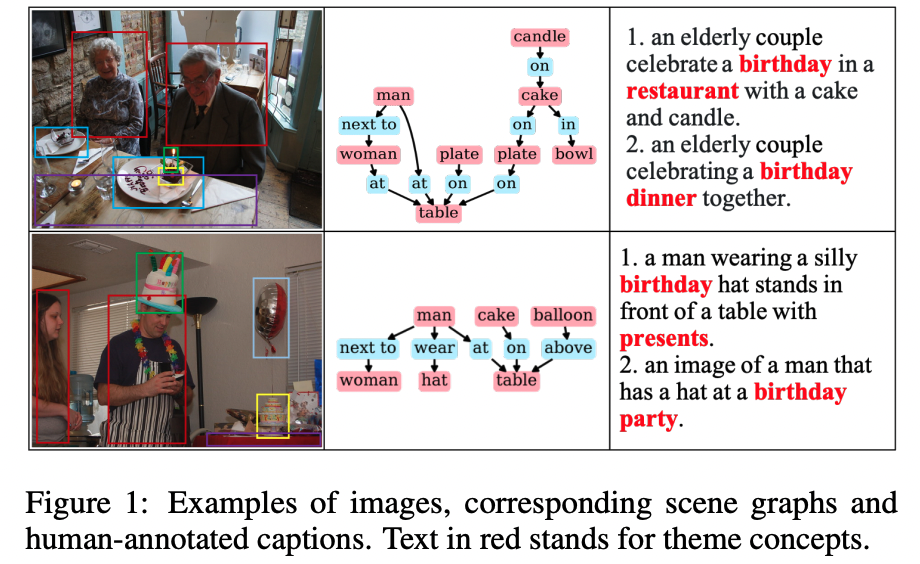 candle
on
man
cake
next to
on
in
woman
plate
plate
bowl
at
at
on
on
table
1. an elderly couple
celebrate a birthday in a
restaurant with a cake
and candle.
2. an elderly couple
celebrating a birthday
dinner together.
man
cake
balloon
next to
wear
at
on
above
woman
hat
table
1. a man wearing a silly
birthday hat stands in
front of a table with
presents.
2. an image of a man that
has a hat at a birthday
party.
Figure 1: Examples of images, corresponding scene graphs and
human-annotated captions. Text in red stands for theme concepts.